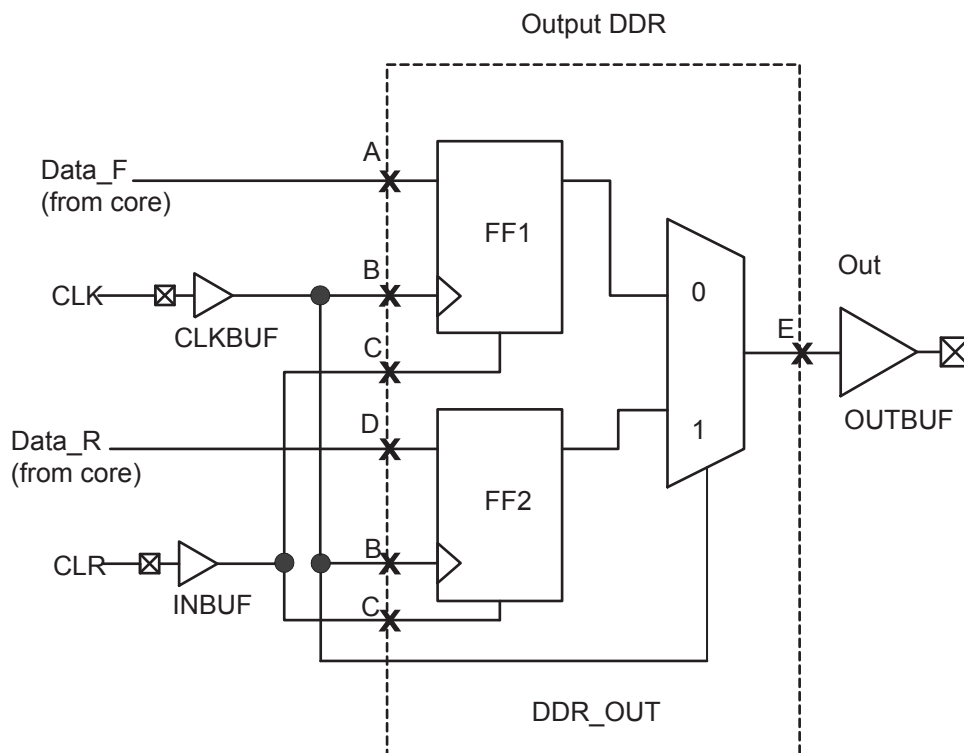 Output DDR
A
Data_F
(from core)
FF1
B
CLK
CLKBUF
0
Out
E
C
D
Data_R
(from core)
1
OUTBUF
FF2
B
CLR
INBUF
C
DDR_OUT